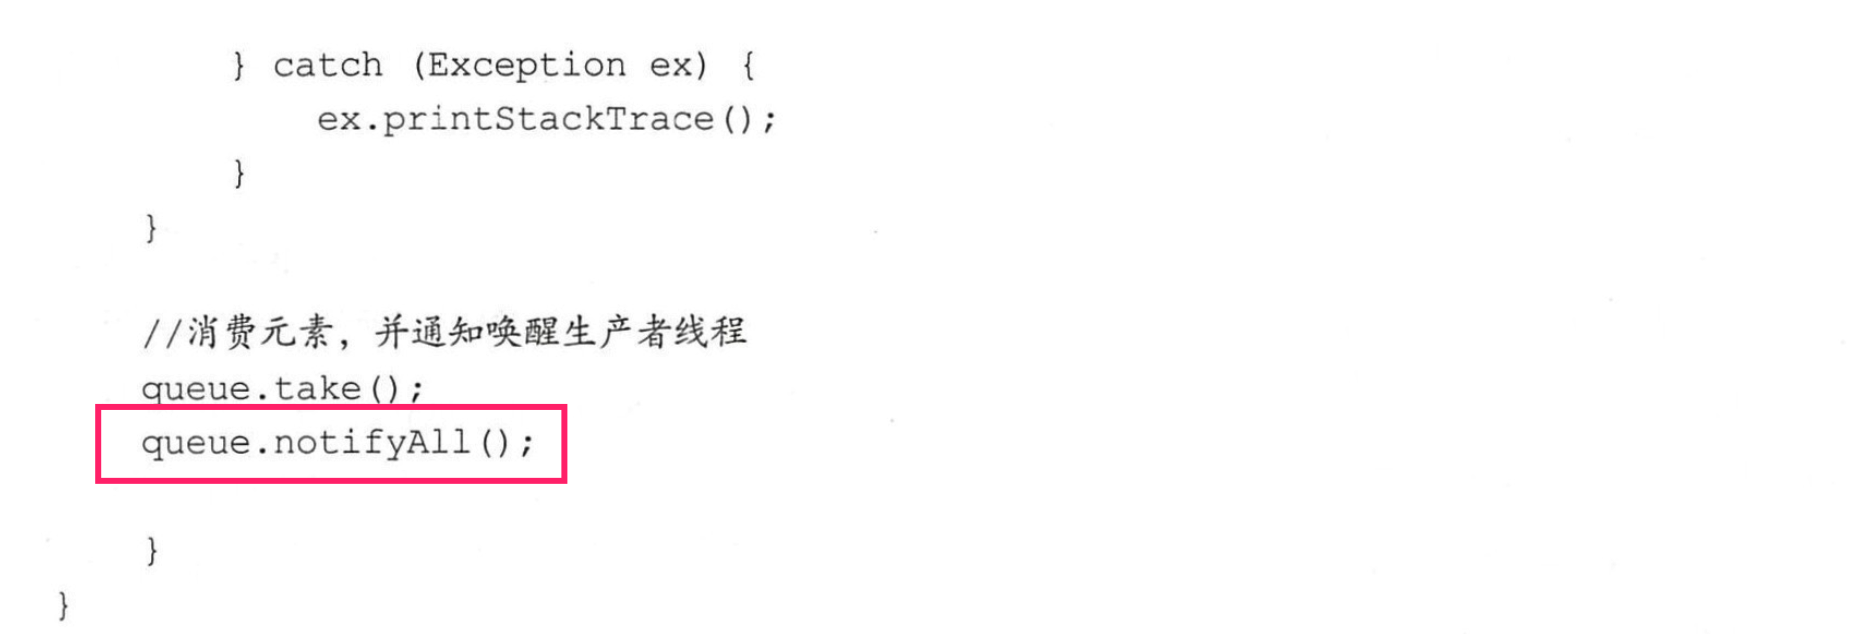 } catch (Exception ex) {
ex.printStackTrace();
}
}
//消费元素，并通知唤醒生产者线程
queue.take();
queue.notifyAll();
}
}